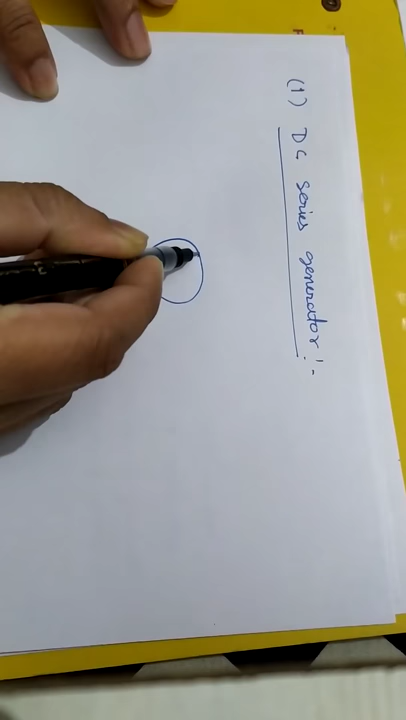 (1) DC series generator :-